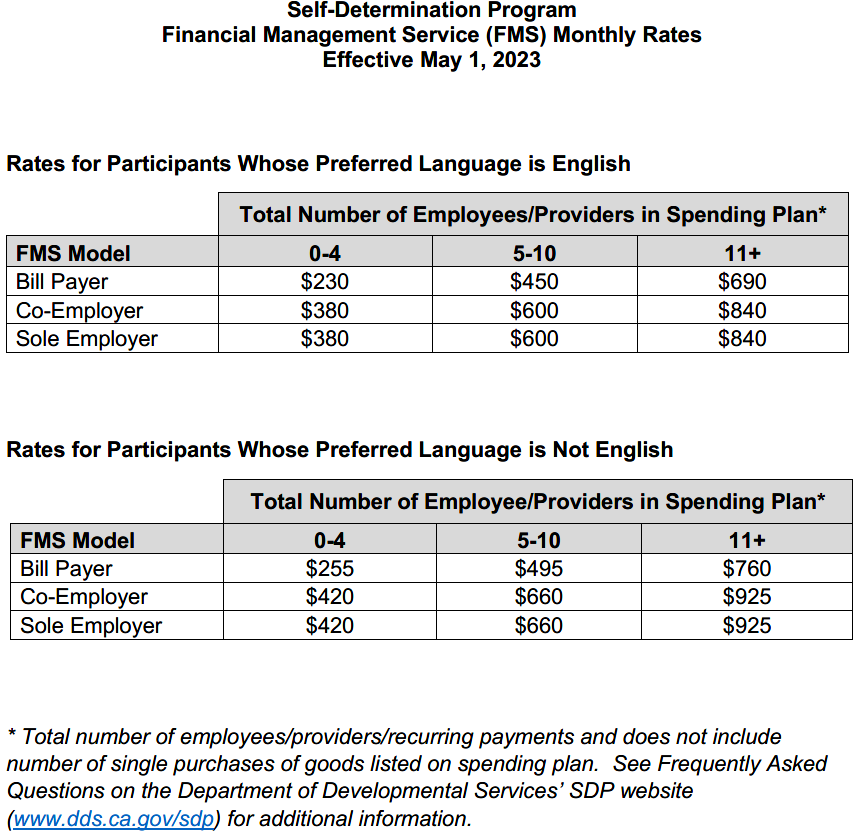 Self-Determination Program
Financial Management Service (FMS) Monthly Rates
Effective May 1, 2023
Rates for Participants Whose Preferred Language is English
Total Number of Employees/Providers in Spending Plan*
FMS Model 0-4 5-10 11+
Bill Payer $230 $450 $690
Co-Employer $380 $600 $840
Sole Employer $380 $600 $840
Rates for Participants Whose Preferred Language is Not English
Total Number of Employee/Providers in Spending Plan*
FMS Model 0-4 5-10 11+
Bill Payer $255 $495 $760
Co-Employer $420 $660 $925
Sole Employer $420 $660 $925
* Total number of employees/providers/recurring payments and does not include
number of single purchases of goods listed on spending plan. See Frequently Asked
Questions on the Department of Developmental Services’ SDP website
(www.dds.ca.gov/sdp) for additional information.